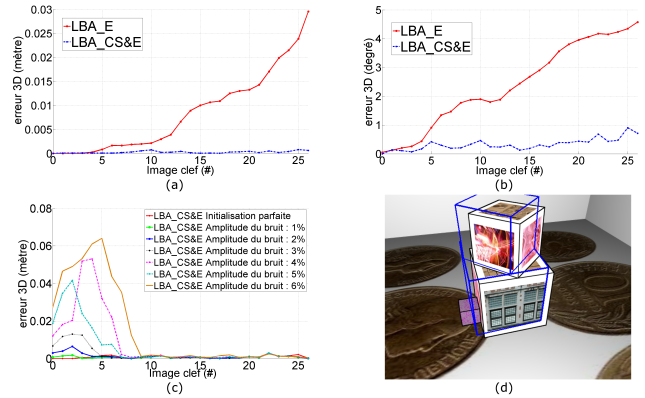 (a)
erreur 3D (mètre)
0.03
0.025
0.02
0.015
0.01
0.005
0
0 5 10 15 20 25
Image clef (#)
LBA_E
LBA_CS&E
(b)
erreur 3D (degré)
5
4
3
2
1
0
0 5 10 15 20 25
Image clef (#)
LBA_E
LBA_CS&E
(a)
(b)
erreur 3D (mètre)
0.08
0.06
0.04
0.02
0
0 5 10 15 20 25
Image clef (#)
LBA_CS&E Initialisation parfaite
LBA_CS&E Amplitude du bruit : 1%
LBA_CS&E Amplitude du bruit : 2%
LBA_CS&E Amplitude du bruit : 3%
LBA_CS&E Amplitude du bruit : 4%
LBA_CS&E Amplitude du bruit : 5%
LBA_CS&E Amplitude du bruit : 6%
(c)
(d)